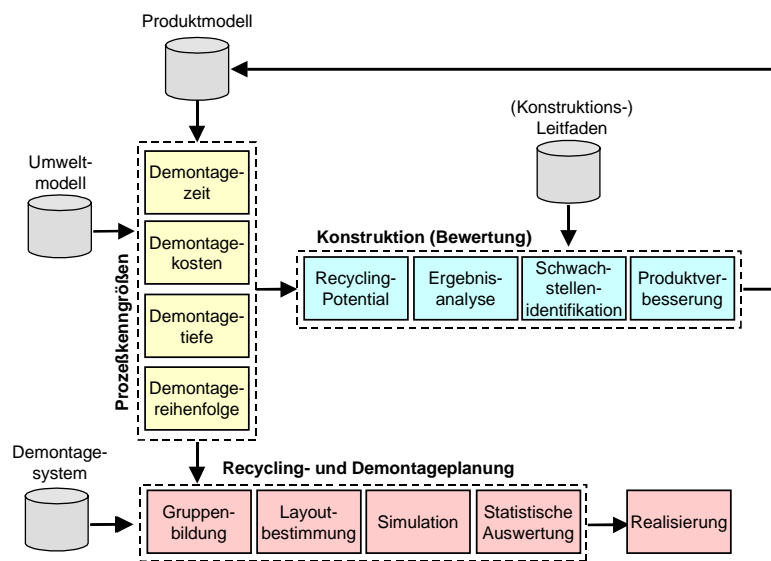 Produktmodell
(Konstruktions-)
Leitfaden
Umwelt-
modell
Prozeßkenngrößen
Demontage-
zeit
Demontage-
kosten
Demontage-
tiefe
Demontage-
reihenfolge
Konstruktion (Bewertung)
Recycling-
Potential
Ergebnis-
analyse
Schwach-
stellen-
identifikation
Produktver-
besserung
Demontage-
system
Recycling- und Demontageplanung
Gruppen-
bildung
Layout-
bestimmung
Simulation
Statistische
Auswertung
Realisierung